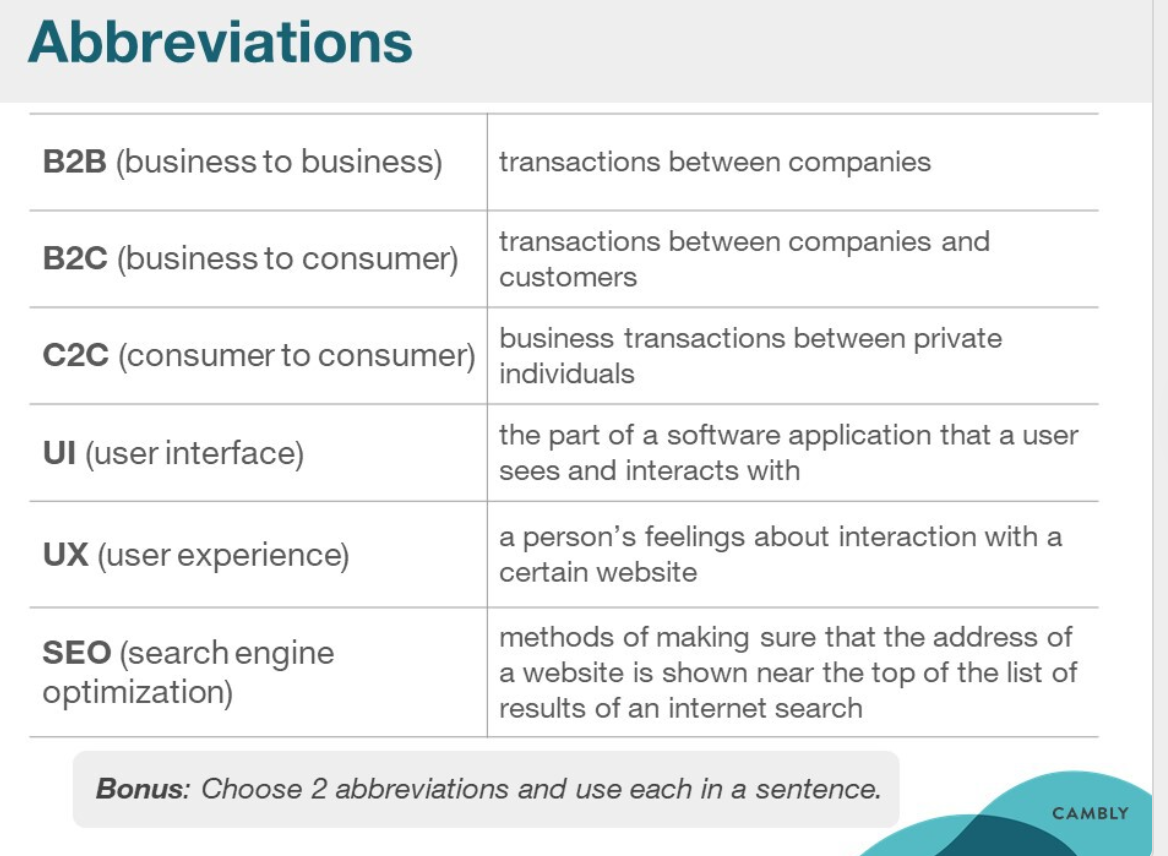 Abbreviations
B2B (business to business)
transactions between companies
B2C (business to consumer)
transactions between companies and
customers
C2C (consumer to consumer)
business transactions between private
individuals
UI (user interface)
the part of a software application that a user
sees and interacts with
UX (user experience)
a person’s feelings about interaction with a
certain website
SEO (search engine
optimization)
methods of making sure that the address of
a website is shown near the top of the list of
results of an internet search
Bonus: Choose 2 abbreviations and use each in a sentence.
CAMBLY